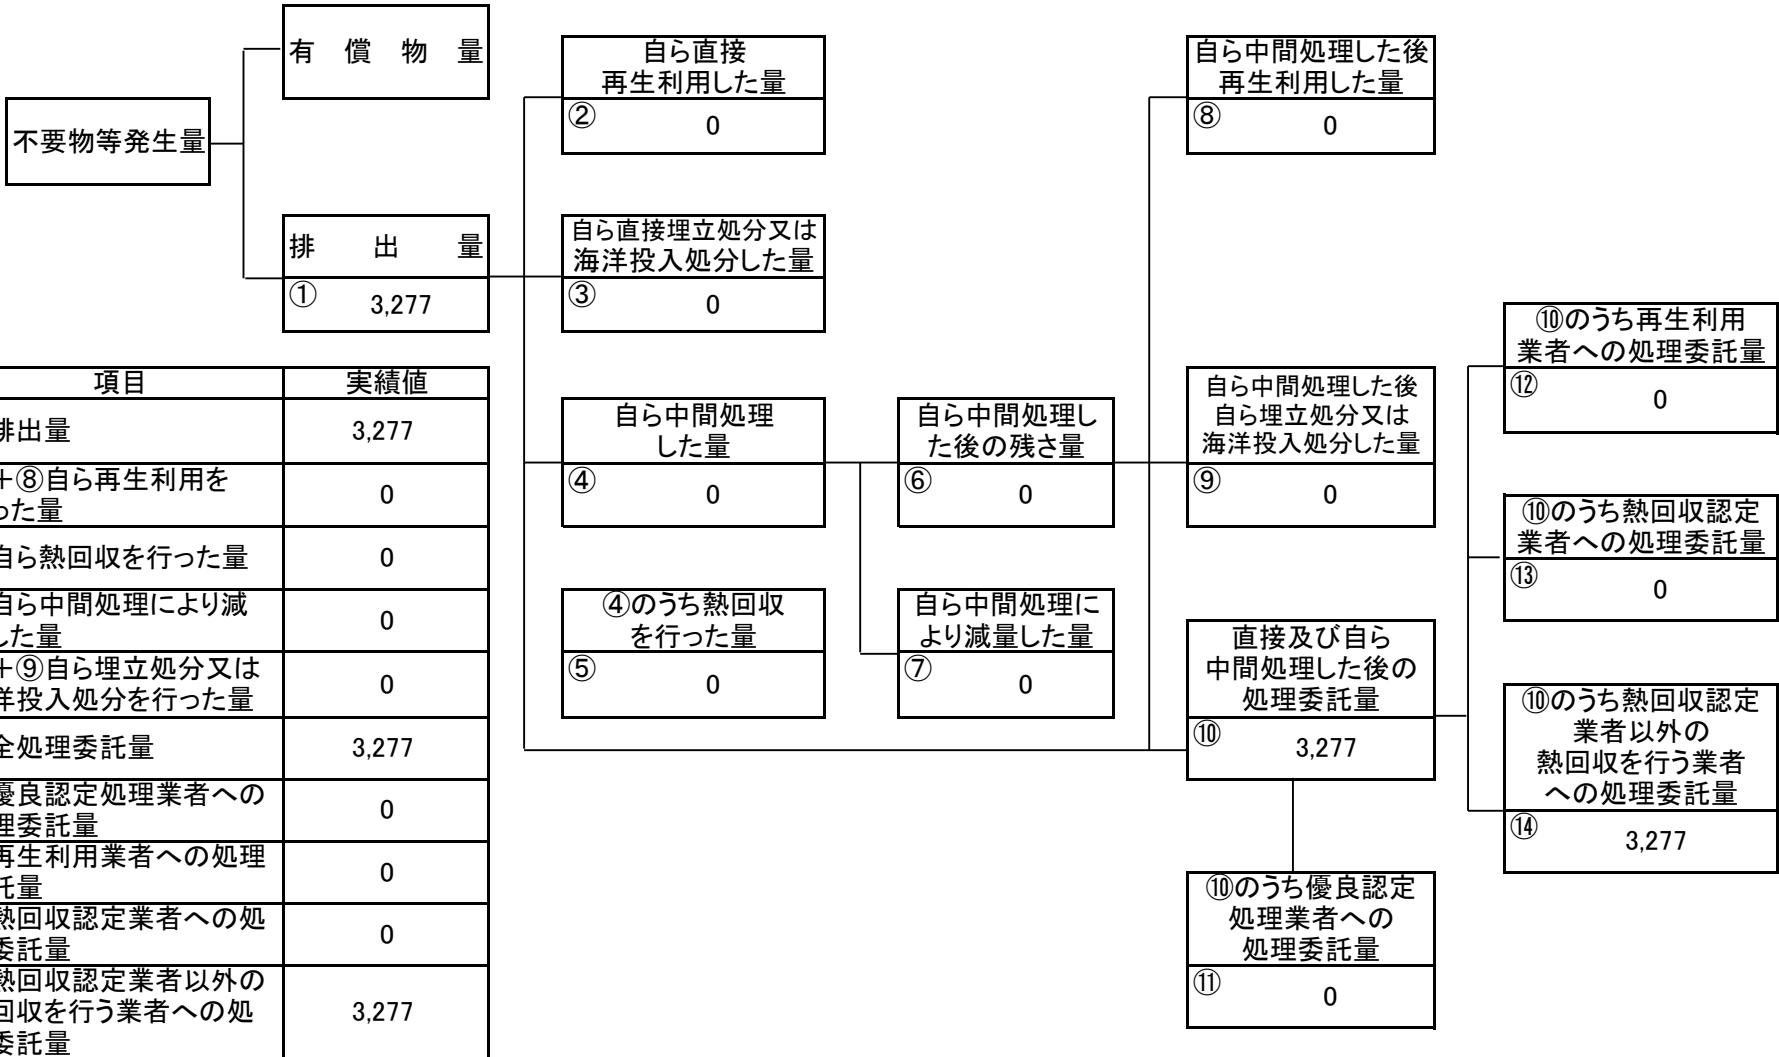 有償物量
不要物等発生量
排出量
① 3,277
自ら直接
再生利用した量
② 0
自ら直接埋立処分又は
海洋投入処分した量
③ 0
自ら中間処理
した量
④ 0
④のうち熱回収
を行った量
⑤ 0
自ら中間処理し
た後の残さ量
⑥ 0
自ら中間処理に
より減量した量
⑦ 0
自ら中間処理した後
再生利用した量
⑧ 0
自ら中間処理した後
自ら埋立処分又は
海洋投入処分した量
⑨ 0
直接及び自ら
中間処理した後の
処理委託量
⑩ 3,277
⑩のうち優良認定
処理業者への
処理委託量
⑪ 0
⑩のうち再生利用
業者への処理委託量
⑫ 0
⑩のうち熱回収認定
業者への処理委託量
⑬ 0
⑩のうち熱回収認定
業者以外の
熱回収を行う業者
への処理委託量
⑭ 3,277
項目 実績値
排出量 3,277
+⑧自ら再生利用を
った量 0
自ら熱回収を行った量 0
自ら中間処理により減
した量 0
+⑨自ら埋立処分又は
洋投入処分を行った量 0
全処理委託量 3,277
優良認定処理業者への
理委託量 0
再生利用業者への処理
託量 0
熱回収認定業者への処
委託量 0
熱回収認定業者以外の
回収を行う業者への処
委託量 3,277